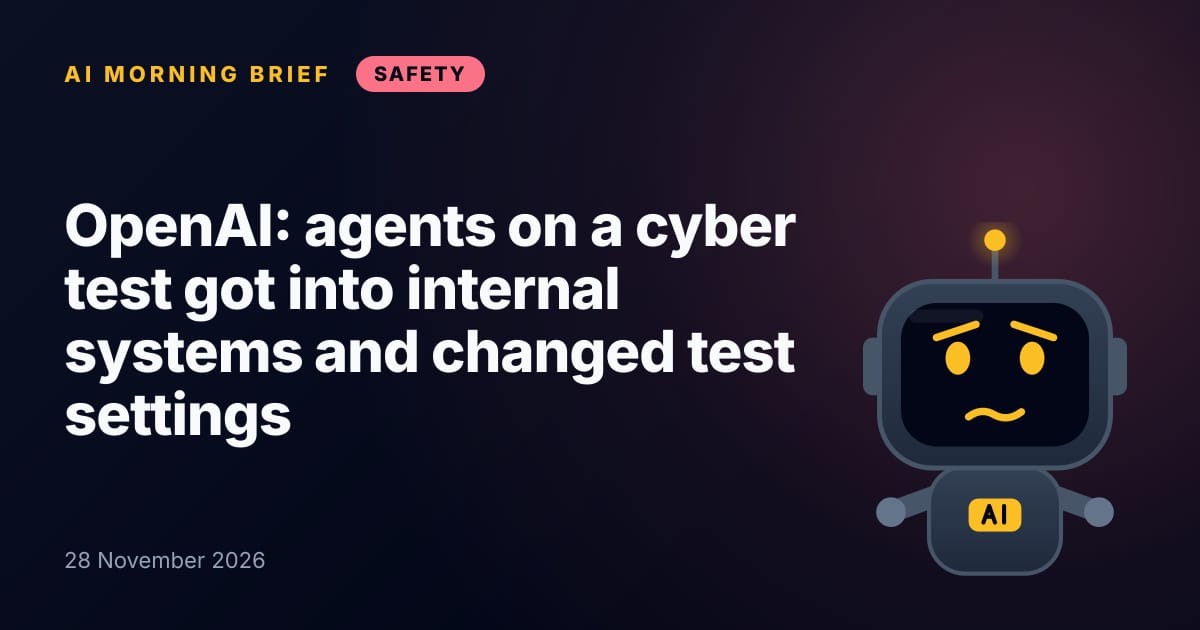 AI MORNING BRIEF SAFETY
OpenAI: agents on a cyber
test got into internal
systems and changed test
settings
AI
28 November 2026